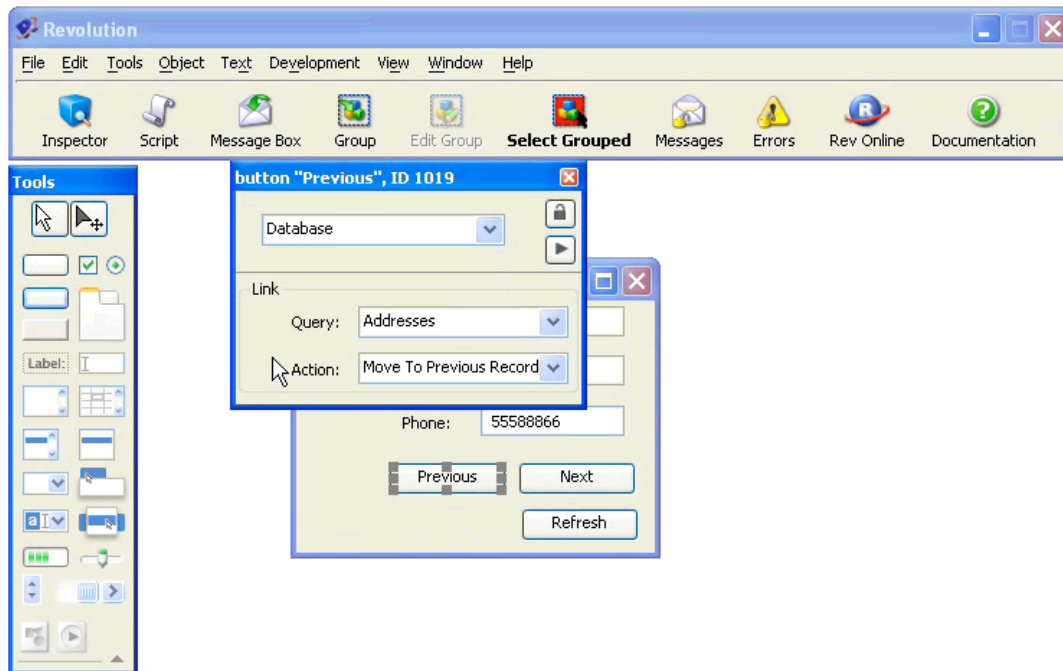 Revolution
File Edit Tools Object Text Development View Window Help
Inspector Script Message Box Group Edit Group Select Grouped Messages Errors Rev Online Documentation
Tools
button "Previous", ID 1019
Database
Link
Query: Addresses
Action: Move To Previous Record
Label:
Phone: 55588866
Previous Next
Refresh
a